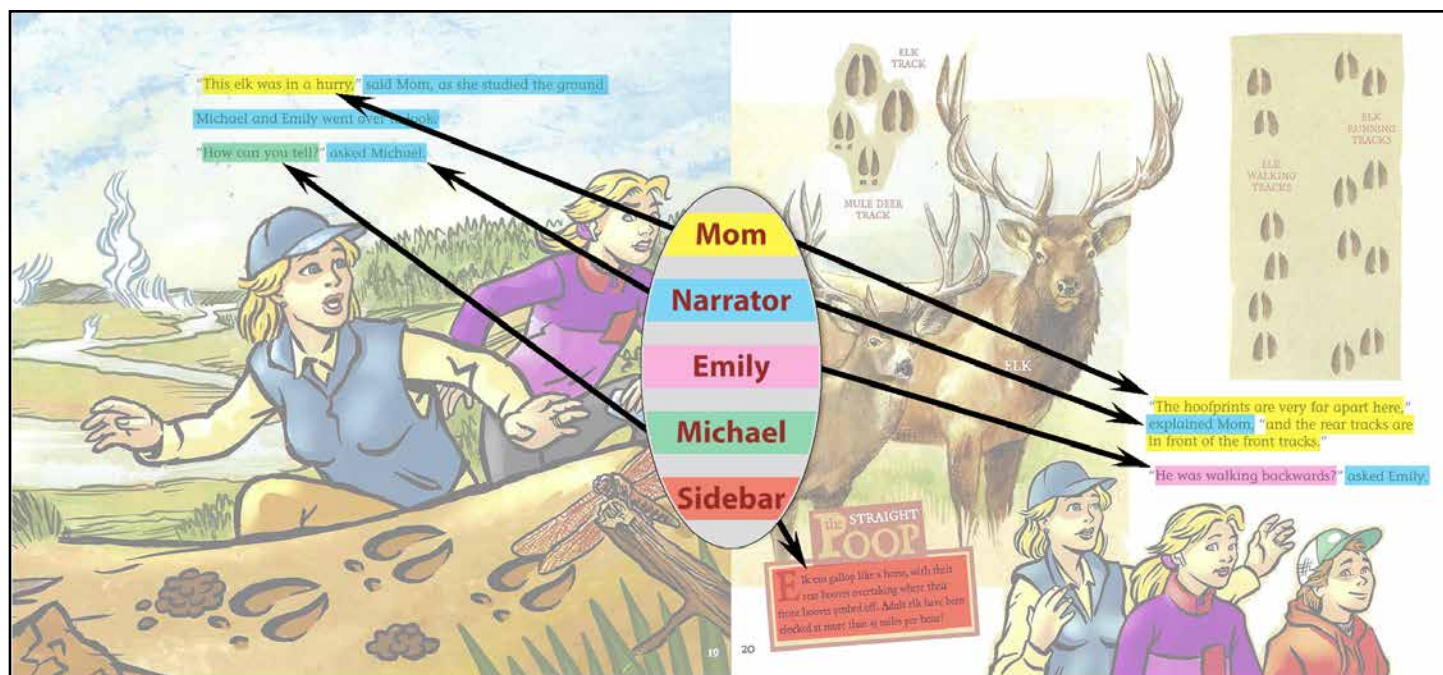 "This elk was in a hurry," said Mom, as she studied the ground
Michael and Emily went over to look.
"How can you tell?" asked Michael.
19
Mom
Narrator
Emily
Michael
Sidebar
ELK
TRACK
MULE DEER
TRACK
ELK
ELK
WALKING
TRACKS
ELK
RUNNING
TRACKS
"The hoofprints are very far apart here,"
explained Mom, "and the rear tracks are
in front of the front tracks."
"He was walking backwards?" asked Emily.
the STRAIGHT
POOP
Elk can gallop like a horse, with their
rear hooves overtaking where their
front hooves pushed off. Adult elk have been
clocked at more than 45 miles per hour!
20